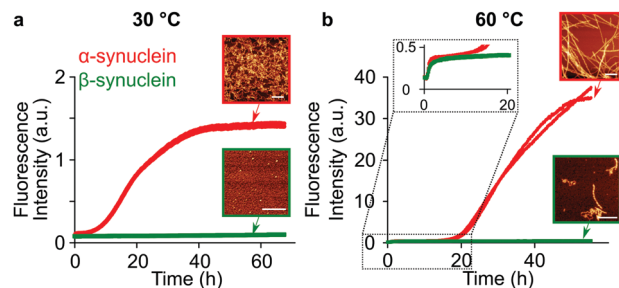 a 30 °C
α-synuclein
β-synuclein
Fluorescence
Intensity (a.u.)
2
1
0
0 20 40 60
Time (h)
b 60 °C
0.5
0
0 20
40
30
20
10
0
Fluorescence
Intensity (a.u.)
0 20 40
Time (h)